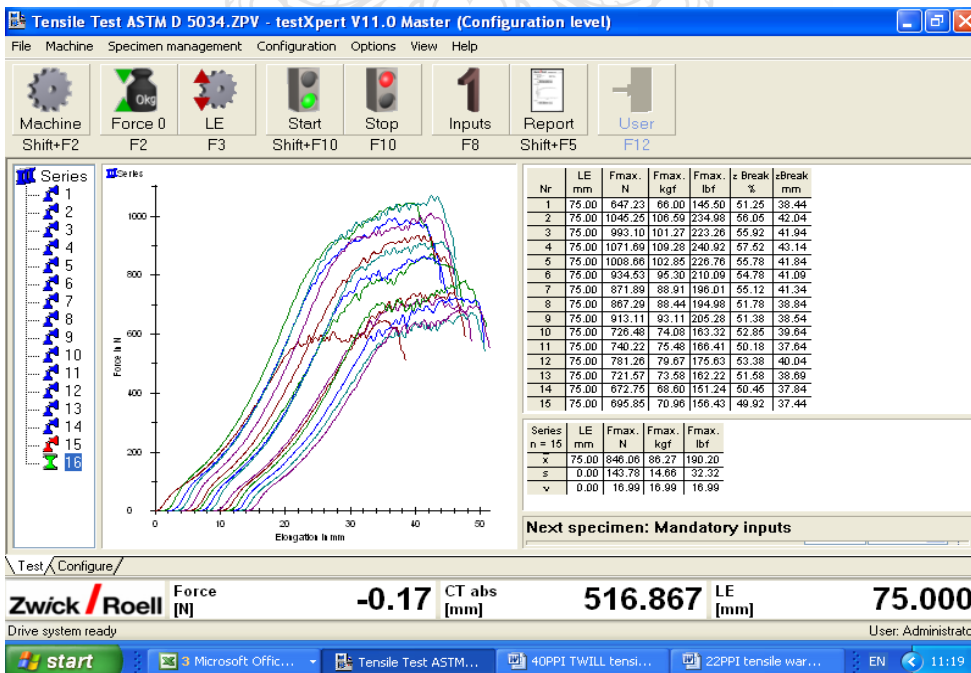 Tensile Test ASTM D 5034.ZPV - testXpert V11.0 Master (Configuration level)
File Machine Specimen management Configuration Options View Help
0kg
Machine Force 0 LE Start Stop Inputs Report User
Shift+F2 F2 F3 Shift+F10 F10 F8 Shift+F5 F12
Series
1
2
3
4
5
6
7
8
9
10
11
12
13
14
15
16
Series
1000
800
600
400
200
0
Force in N
0 10 20 30 40 50
Elongation in mm
LE Fmax. Fmax. Fmax. z Break zBreak
Nr mm N kgf lbf % mm
1 75.00 647.23 66.00 145.50 51.25 38.44
2 75.00 1045.25 106.59 234.98 56.05 42.04
3 75.00 993.10 101.27 223.26 55.92 41.94
4 75.00 1071.69 109.28 240.92 57.52 43.14
5 75.00 1008.66 102.85 226.76 55.78 41.84
6 75.00 934.53 95.30 210.09 54.78 41.09
7 75.00 871.89 88.91 196.01 55.12 41.34
8 75.00 867.29 88.44 194.98 51.78 38.84
9 75.00 913.11 93.11 205.28 51.38 38.54
10 75.00 726.48 74.08 163.32 52.85 39.64
11 75.00 740.22 75.48 166.41 50.18 37.64
12 75.00 781.26 79.67 175.63 53.38 40.04
13 75.00 721.57 73.58 162.22 51.58 38.69
14 75.00 672.75 68.60 151.24 50.45 37.84
15 75.00 695.85 70.96 156.43 49.92 37.44
Series LE Fmax. Fmax. Fmax.
n = 15 mm N kgf lbf
x̄ 75.00 846.06 86.27 190.20
s 0.00 143.78 14.66 32.32
v 0.00 16.99 16.99 16.99
Next specimen: Mandatory inputs
Test Configure
Zwick / Roell Force [N] -0.17 CT abs [mm] 516.867 LE [mm] 75.000
Drive system ready User: Administrato
start 3 Microsoft Offic... Tensile Test ASTM... 40PPI TWILL tensi... 22PPI tensile war... EN 11:19